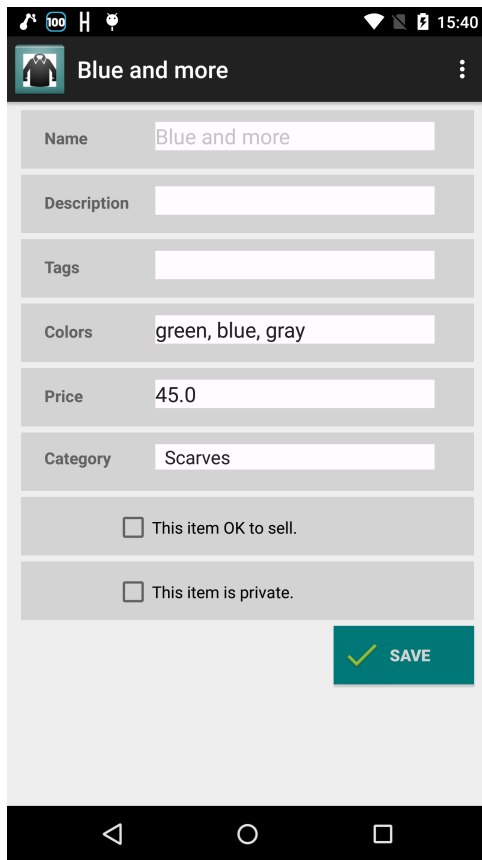 100 H 15:40
Blue and more
Name Blue and more
Description
Tags
Colors green, blue, gray
Price 45.0
Category Scarves
This item OK to sell.
This item is private.
SAVE